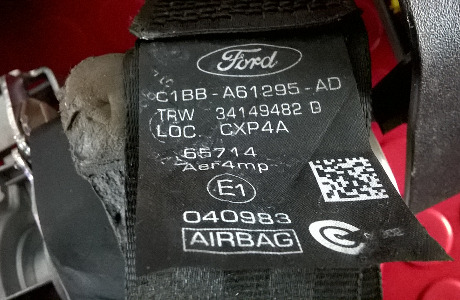 Ford
C1BB-A61295-AD
TRW 34149482 D
LOC. CXP4A
65714
Aer4mp
E1
040983
AIRBAG